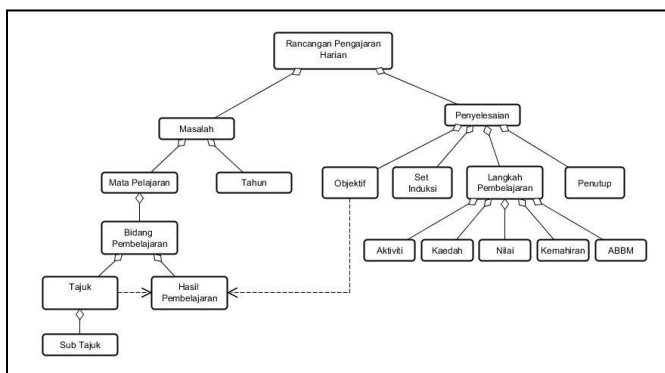 Rancangan Pengajaran
Harian
Masalah
Penyelesaian
Mata Pelajaran
Tahun
Objektif
Set
Induksi
Langkah
Pembelajaran
Penutup
Bidang
Pembelajaran
Aktiviti
Kaedah
Nilai
Kemahiran
ABBM
Tajuk
Hasil
Pembelajaran
Sub Tajuk